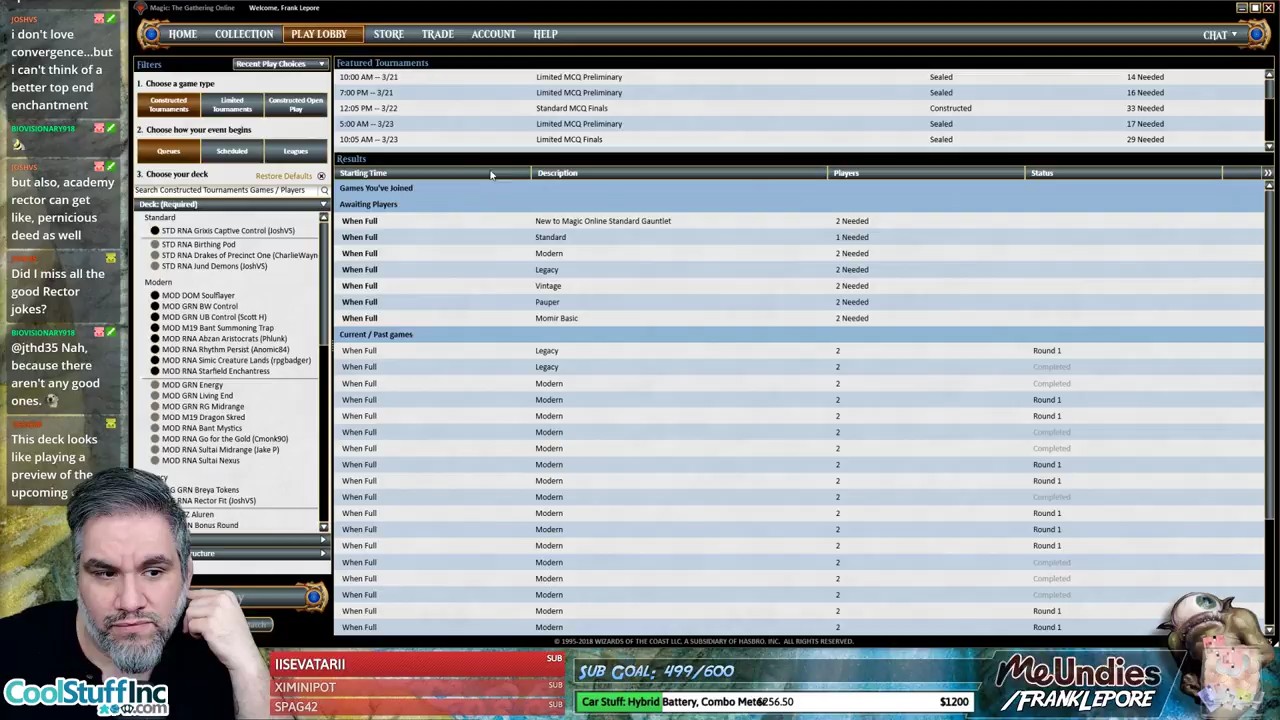 JOSHVS
i don't love
convergence...but
i can't think of a
better top end
enchantment
BIOVISIONARY918
JOSHVS
but also, academy
rector can get
like, pernicious
deed as well
Did I miss all the
good Rector
jokes?
BIOVISIONARY918
@jthd35 Nah,
because there
aren't any good
ones.
This deck looks
like playing a
preview of the
upcoming
Magic: The Gathering Online Welcome, Frank Lepore
HOME COLLECTION PLAY LOBBY STORE TRADE ACCOUNT HELP CHAT
Filters Recent Play Choices
1. Choose a game type
Constructed Tournaments Limited Tournaments Constructed Open Play
2. Choose how your event begins
Queues Scheduled Leagues
3. Choose your deck Restore Defaults
Search Constructed Tournaments Games / Players
Deck: (Required)
Standard
STD RNA Grixis Captive Control (JoshVS)
STD RNA Birthing Pod
STD RNA Drakes of Precinct One (CharlieWayn
STD RNA Jund Demons (JoshVS)
Modern
MOD DOM Soulflayer
MOD GRN BW Control
MOD GRN UB Control (Scott H)
MOD M19 Bant Summoning Trap
MOD RNA Abzan Aristocrats (Phlunk)
MOD RNA Rhythm Persist (Anomic84)
MOD RNA Simic Creature Lands (rpgbadger)
MOD RNA Starfield Enchantress
MOD GRN Energy
MOD GRN Living End
MOD GRN RG Midrange
MOD M19 Dragon Skred
MOD RNA Bant Mystics
MOD RNA Go for the Gold (Cmonk90)
MOD RNA Sultai Midrange (Jake P)
MOD RNA Sultai Nexus
GRN Breya Tokens
RNA Rector Fit (JoshVS)
Aluren
Bonus Round
Featured Tournaments
10:00 AM -- 3/21 Limited MCQ Preliminary Sealed 14 Needed
7:00 PM -- 3/21 Limited MCQ Preliminary Sealed 16 Needed
12:05 PM -- 3/22 Standard MCQ Finals Constructed 33 Needed
5:00 AM -- 3/23 Limited MCQ Preliminary Sealed 17 Needed
10:05 AM -- 3/23 Limited MCQ Finals Sealed 29 Needed
Results
Starting Time Description Players Status
Games You've Joined
Awaiting Players
When Full New to Magic Online Standard Gauntlet 2 Needed
When Full Standard 1 Needed
When Full Modern 2 Needed
When Full Legacy 2 Needed
When Full Vintage 2 Needed
When Full Pauper 2 Needed
When Full Momir Basic 2 Needed
Current / Past games
When Full Legacy 2 Round 1
When Full Legacy 2 Completed
When Full Modern 2 Completed
When Full Modern 2 Round 1
When Full Modern 2 Round 1
When Full Modern 2 Completed
When Full Modern 2 Completed
When Full Modern 2 Round 1
When Full Modern 2 Round 1
When Full Modern 2 Completed
When Full Modern 2 Round 1
When Full Modern 2 Round 1
When Full Modern 2 Round 1
When Full Modern 2 Completed
When Full Modern 2 Completed
When Full Modern 2 Completed
When Full Modern 2 Round 1
When Full Modern 2 Round 1
© 1995-2018 WIZARDS OF THE COAST LLC, A SUBSIDIARY OF HASBRO, INC. ALL RIGHTS RESERVED.
IISEVATARII SUB
XIMINIPOT SUB
SPAG42 SUB
SUB GOAL: 499/600
Car Stuff: Hybrid Battery, Combo Meter $256.50 $1200
MeUndies
/FRANKLEPORE
CoolStuffInc
.com